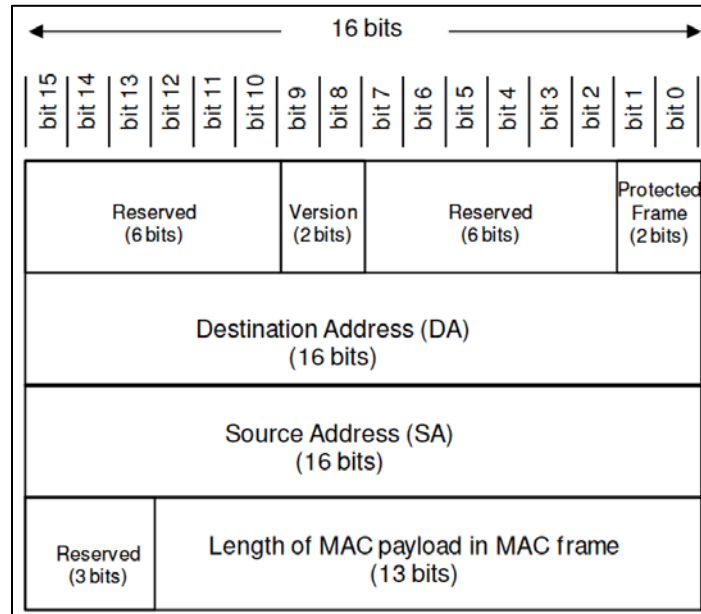 16 bits
bit 15 bit 14 bit 13 bit 12 bit 11 bit 10 bit 9 bit 8 bit 7 bit 6 bit 5 bit 4 bit 3 bit 2 bit 1 bit 0
Reserved
(6 bits)
Version
(2 bits)
Reserved
(6 bits)
Protected
Frame
(2 bits)
Destination Address (DA)
(16 bits)
Source Address (SA)
(16 bits)
Reserved
(3 bits)
Length of MAC payload in MAC frame
(13 bits)